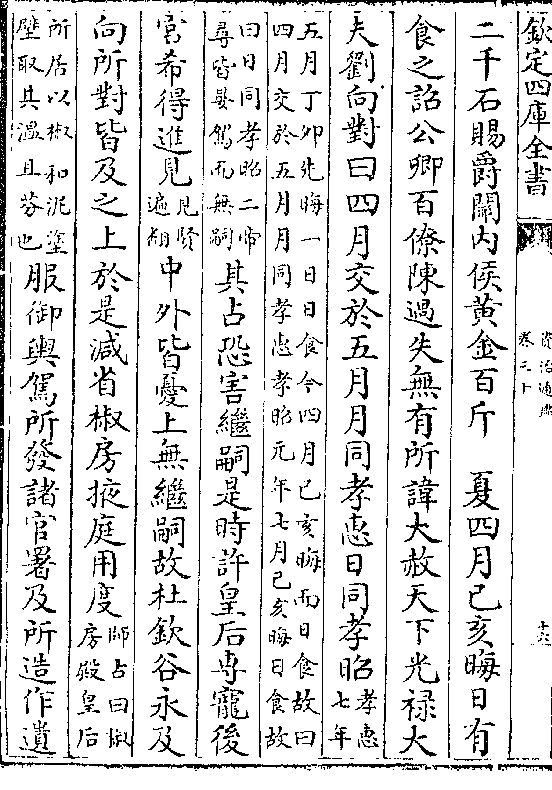 欽定四庫全書
資治通鑑
卷三十
十六
二千石賜爵關内侯黄金百斤　夏四月己亥晦日有
食之詔公卿百僚陳過失無有所諱大赦天下光禄大
夫劉向對曰四月交於五月月同孝惠日同孝昭孝惠七年
五月丁卯先晦一日日食今四月己亥晦而日食故曰
四月交於五月月同孝惠孝昭元年七月己亥晦日食故
曰日同孝昭二帝
尋皆晏駕而無嗣其占恐害繼嗣是時許皇后專寵後
宫希得進見見賢遍翻中外皆憂上無繼嗣故杜欽谷永及
向所對皆及之上於是減省椒房掖庭用度師古曰椒房殿皇后
所居以椒和泥塗
壁取其温且芬也服御輿駕所發諸官署及所造作遺